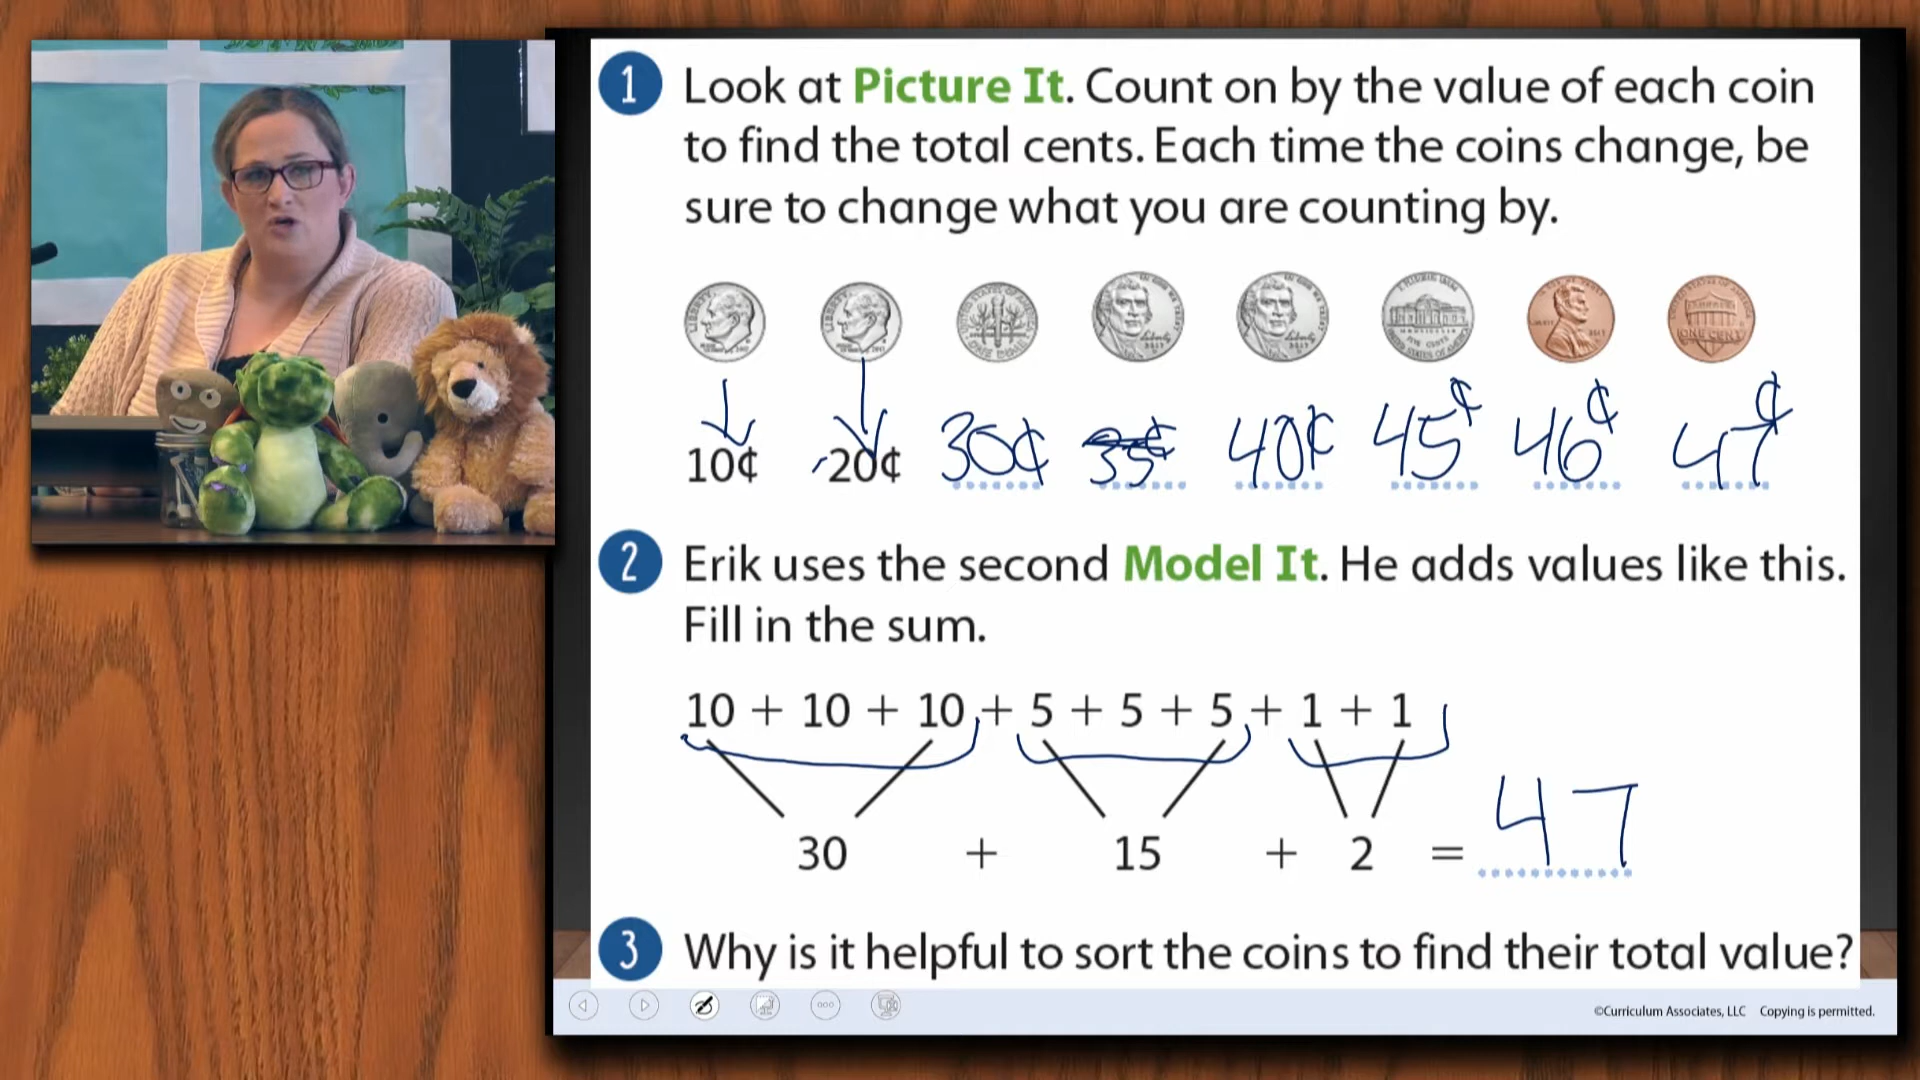 1 Look at Picture It. Count on by the value of each coin
to find the total cents. Each time the coins change, be
sure to change what you are counting by.
LIBERTY LIBERTY
ONE CENT
10¢ 20¢ 30¢ 35¢ 40¢ 45¢ 46¢ 47¢
2 Erik uses the second Model It. He adds values like this.
Fill in the sum.
10 + 10 + 10 + 5 + 5 + 5 + 1 + 1
30 + 15 + 2 = 47
3 Why is it helpful to sort the coins to find their total value?
©Curriculum Associates, LLC Copying is permitted.